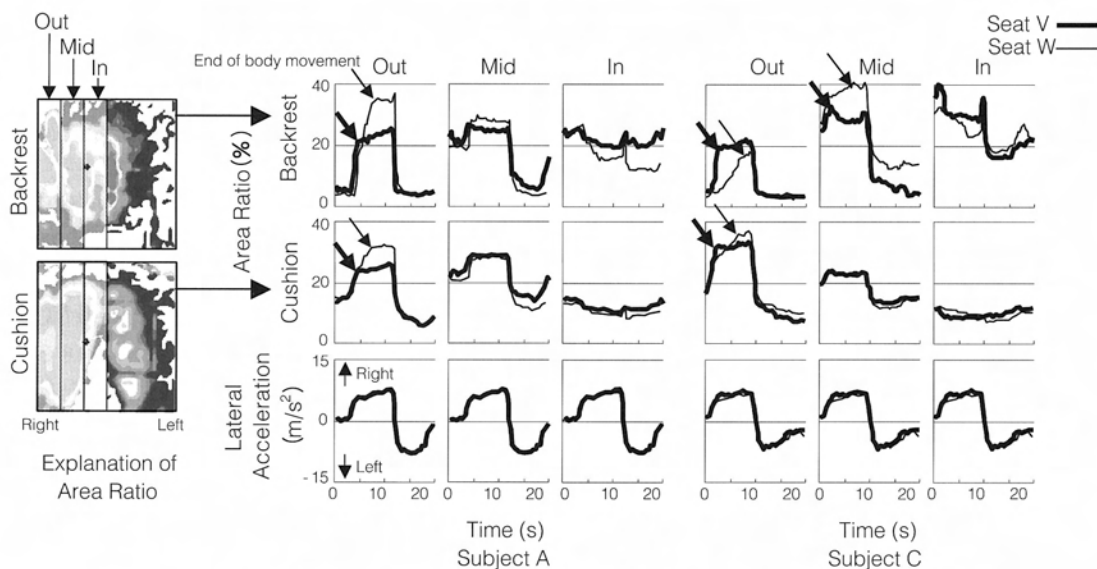 Out
Mid
In
Seat V
Seat W
End of body movement
Out Mid In
Out Mid In
Backrest
Cushion
Right Left
Explanation of
Area Ratio
Area Ratio (%)
Backrest
40
20
0
Cushion
40
20
0
Lateral
Acceleration
(m/s²)
15
0
-15
Right
Left
0 10 20 0 10 20 0 10 20
0 10 20 0 10 20 0 10 20
Time (s)
Subject A
Time (s)
Subject C